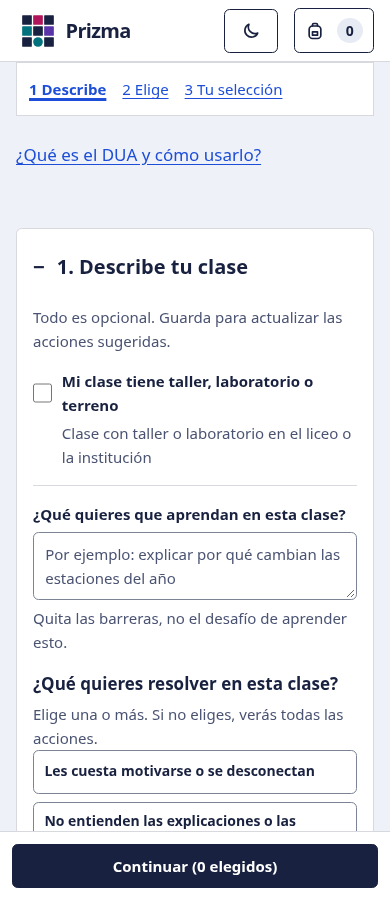 Prizma
0
1 Describe 2 Elige 3 Tu selección
¿Qué es el DUA y cómo usarlo?
− 1. Describe tu clase
Todo es opcional. Guarda para actualizar las
acciones sugeridas.
Mi clase tiene taller, laboratorio o
terreno
Clase con taller o laboratorio en el liceo o
la institución
¿Qué quieres que aprendan en esta clase?
Por ejemplo: explicar por qué cambian las
estaciones del año
Quita las barreras, no el desafío de aprender
esto.
¿Qué quieres resolver en esta clase?
Elige una o más. Si no eliges, verás todas las
acciones.
Les cuesta motivarse o se desconectan
No entienden las explicaciones o las
Continuar (0 elegidos)